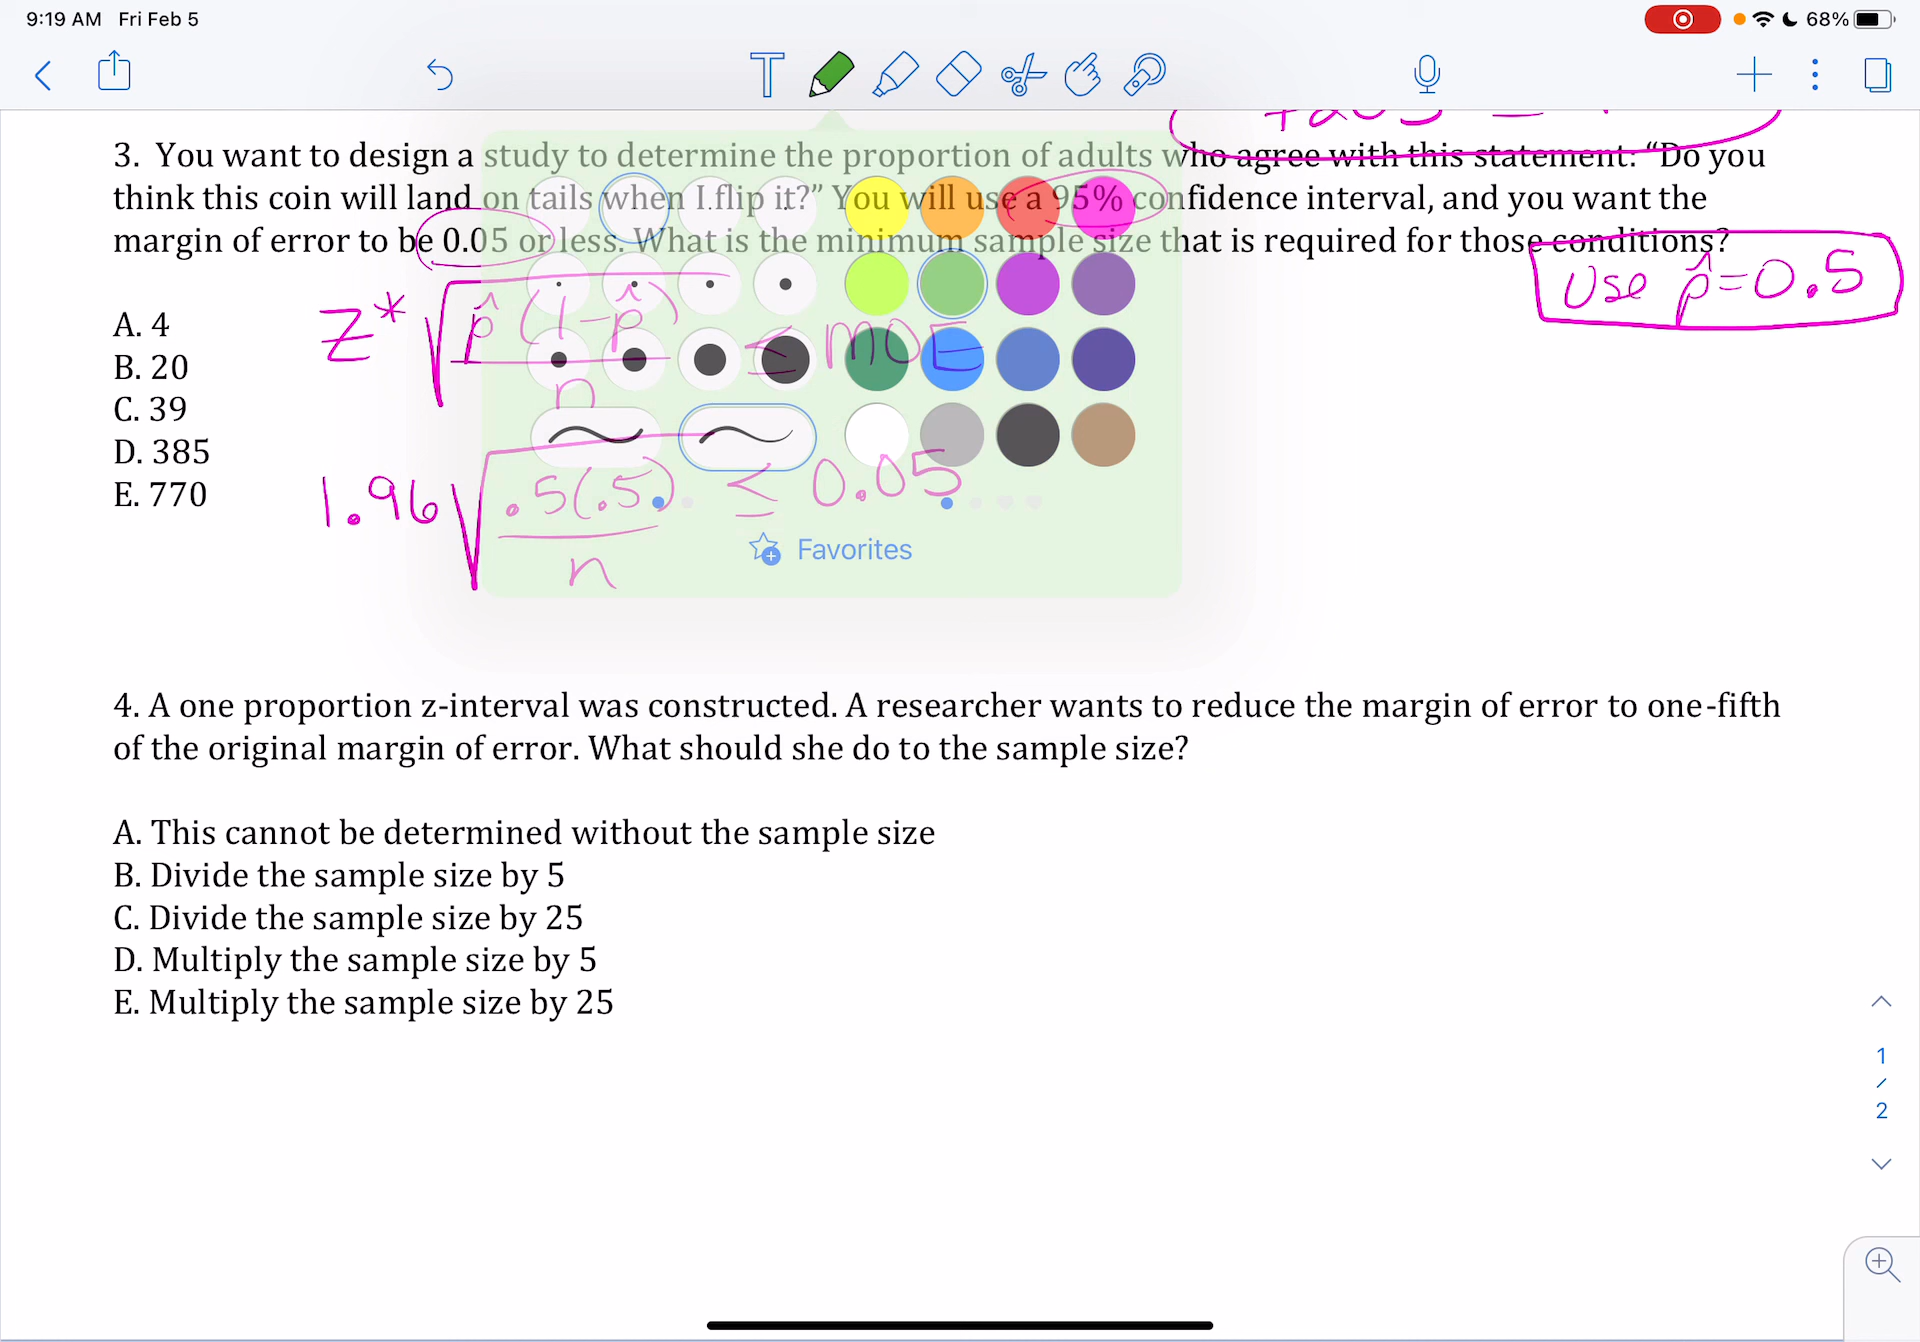 9:19 AM Fri Feb 5
68%
3. You want to design a study to determine the proportion of adults who agree with this statement: “Do you
think this coin will land on tails when I flip it?” You will use a 95% confidence interval, and you want the
margin of error to be 0.05 or less. What is the minimum sample size that is required for those conditions?
Use p̂=0.5
A. 4
B. 20
C. 39
D. 385
E. 770
z* √ p̂(1-p̂) ≤ MOE
n
1.96 √ .5(.5) ≤ 0.05
n
Favorites
4. A one proportion z-interval was constructed. A researcher wants to reduce the margin of error to one-fifth
of the original margin of error. What should she do to the sample size?
A. This cannot be determined without the sample size
B. Divide the sample size by 5
C. Divide the sample size by 25
D. Multiply the sample size by 5
E. Multiply the sample size by 25
1
/
2